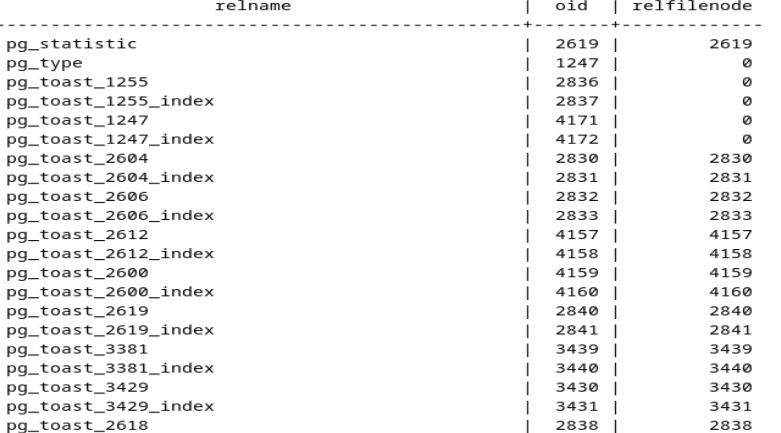 relname | oid | relfilenode
----------------------------------------------+------+-------------
pg_statistic | 2619 | 2619
pg_type | 1247 | 0
pg_toast_1255 | 2836 | 0
pg_toast_1255_index | 2837 | 0
pg_toast_1247 | 4171 | 0
pg_toast_1247_index | 4172 | 0
pg_toast_2604 | 2830 | 2830
pg_toast_2604_index | 2831 | 2831
pg_toast_2606 | 2832 | 2832
pg_toast_2606_index | 2833 | 2833
pg_toast_2612 | 4157 | 4157
pg_toast_2612_index | 4158 | 4158
pg_toast_2600 | 4159 | 4159
pg_toast_2600_index | 4160 | 4160
pg_toast_2619 | 2840 | 2840
pg_toast_2619_index | 2841 | 2841
pg_toast_3381 | 3439 | 3439
pg_toast_3381_index | 3440 | 3440
pg_toast_3429 | 3430 | 3430
pg_toast_3429_index | 3431 | 3431
pg_toast_2618 | 2838 | 2838